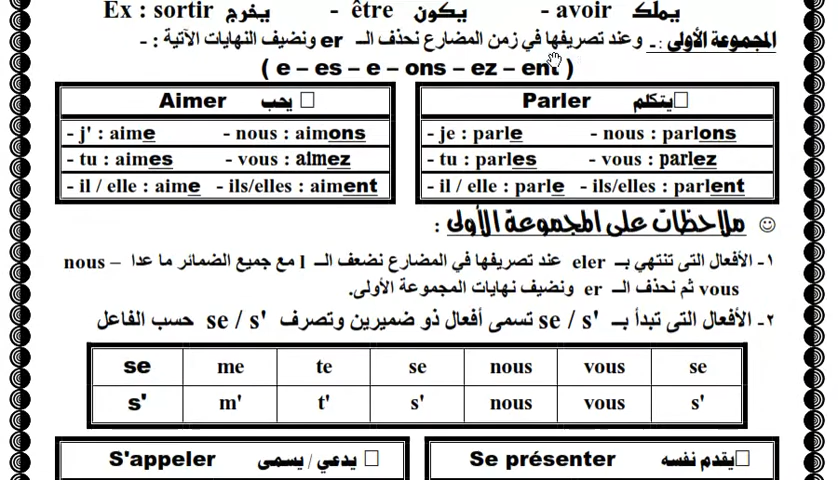 Ex : sortir يخرج - être يكون - avoir يملك
المجموعة الأولى :ـ وعند تصريفها في زمن المضارع نحذف الـ er ونضيف النهايات الآتية : -
( e – es – e – ons – ez – ent )
Aimer يحب
- j' : aime - nous : aimons
- tu : aimes - vous : aimez
- il / elle : aime - ils/elles : aiment
Parler يتكلم
- je : parle - nous : parlons
- tu : parles - vous : parlez
- il / elle : parle - ils/elles : parlent
☺ ملاحظات على المجموعة الأولى :
١- الأفعال التى تنتهي بـ eler عند تصريفها في المضارع نضعف الـ l مع جميع الضمائر ما عدا nous –
vous ثم نحذف الـ er ونضيف نهايات المجموعة الأولى.
٢- الأفعال التى تبدأ بـ se / s' تسمى أفعال ذو ضميرين وتصرف se / s' حسب الفاعل
se me te se nous vous se
s' m' t' s' nous vous s'
S'appeler يدعي / يسمى
Se présenter يقدم نفسه